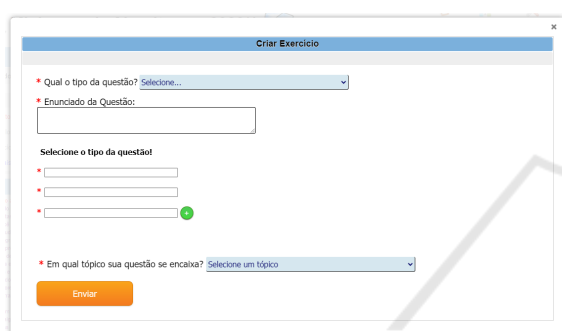 ×
Criar Exercicio
* Qual o tipo da questão? Selecione...
* Enunciado da Questão:
Selecione o tipo da questão!
*
*
* +
* Em qual tópico sua questão se encaixa? Selecione um tópico
Enviar